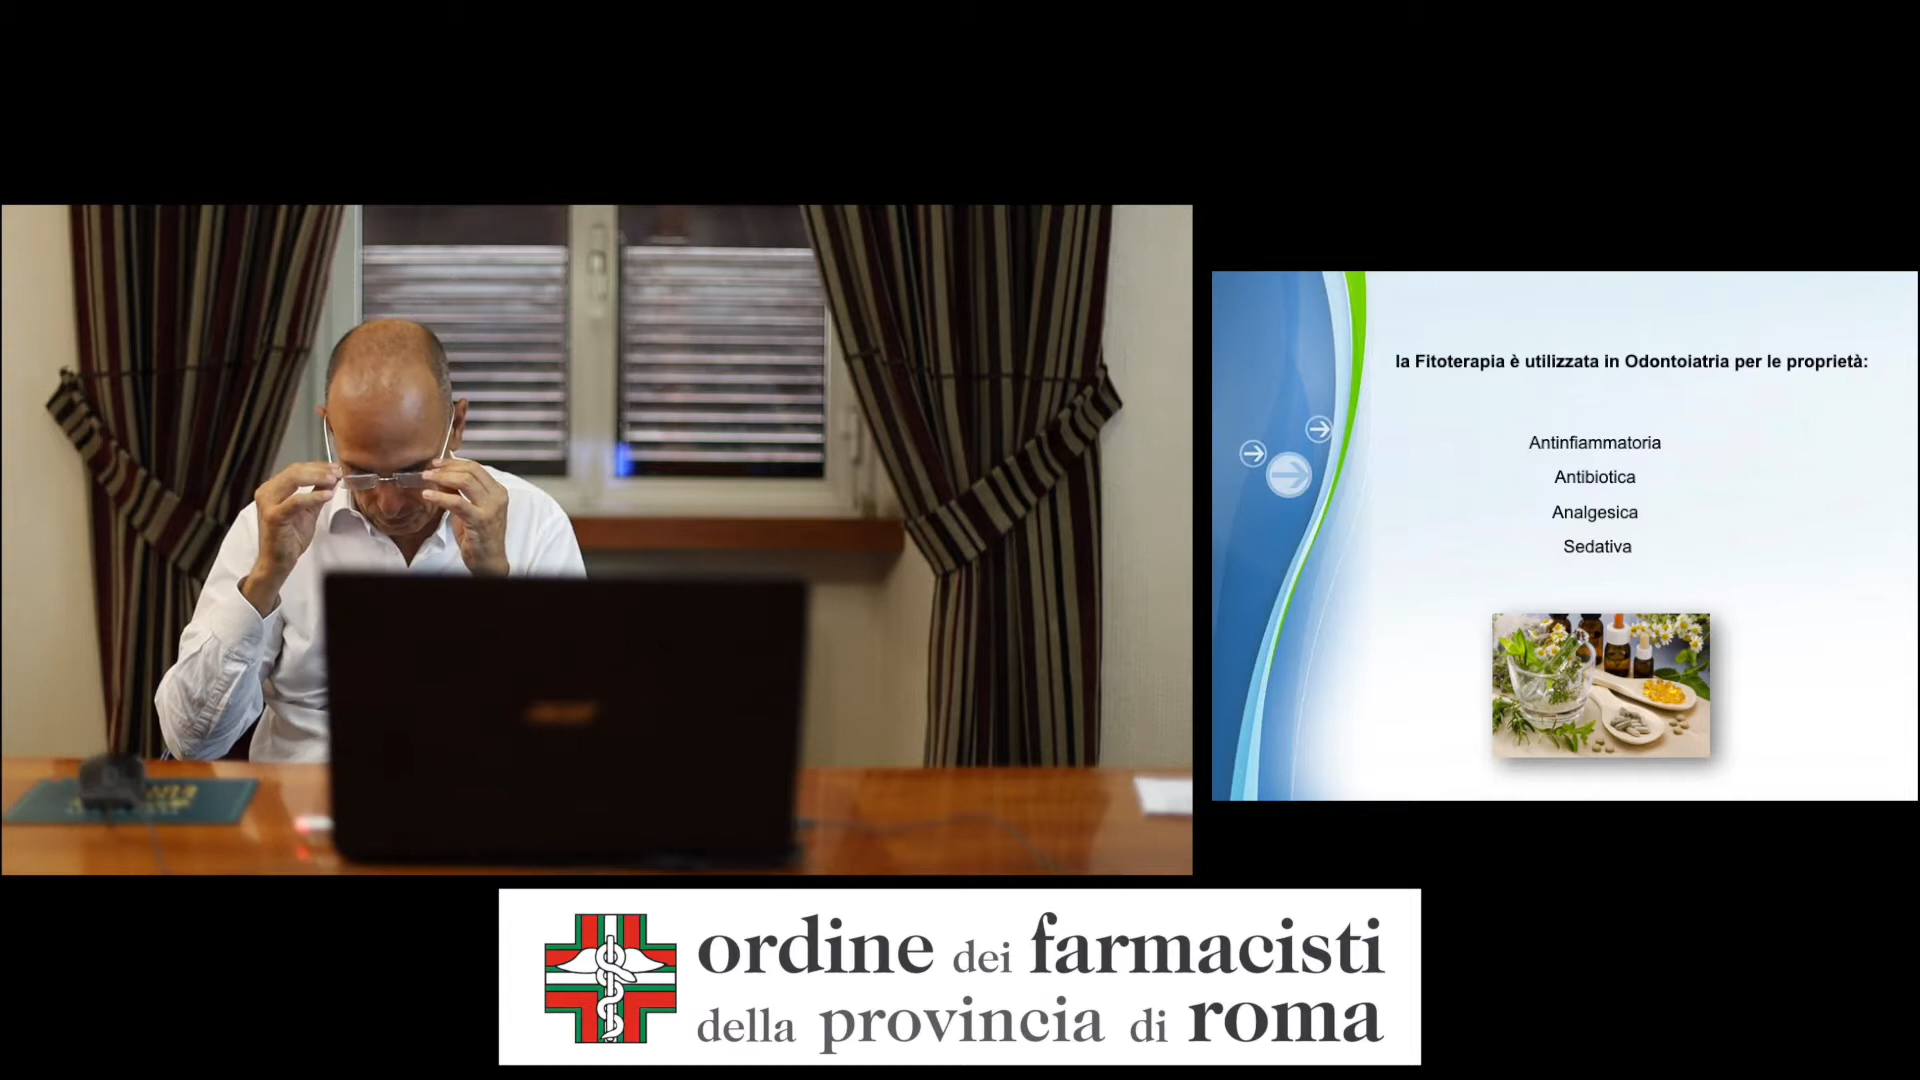 la Fitoterapia è utilizzata in Odontoiatria per le proprietà:
Antinfiammatoria
Antibiotica
Analgesica
Sedativa
ordine dei farmacisti
della provincia di roma